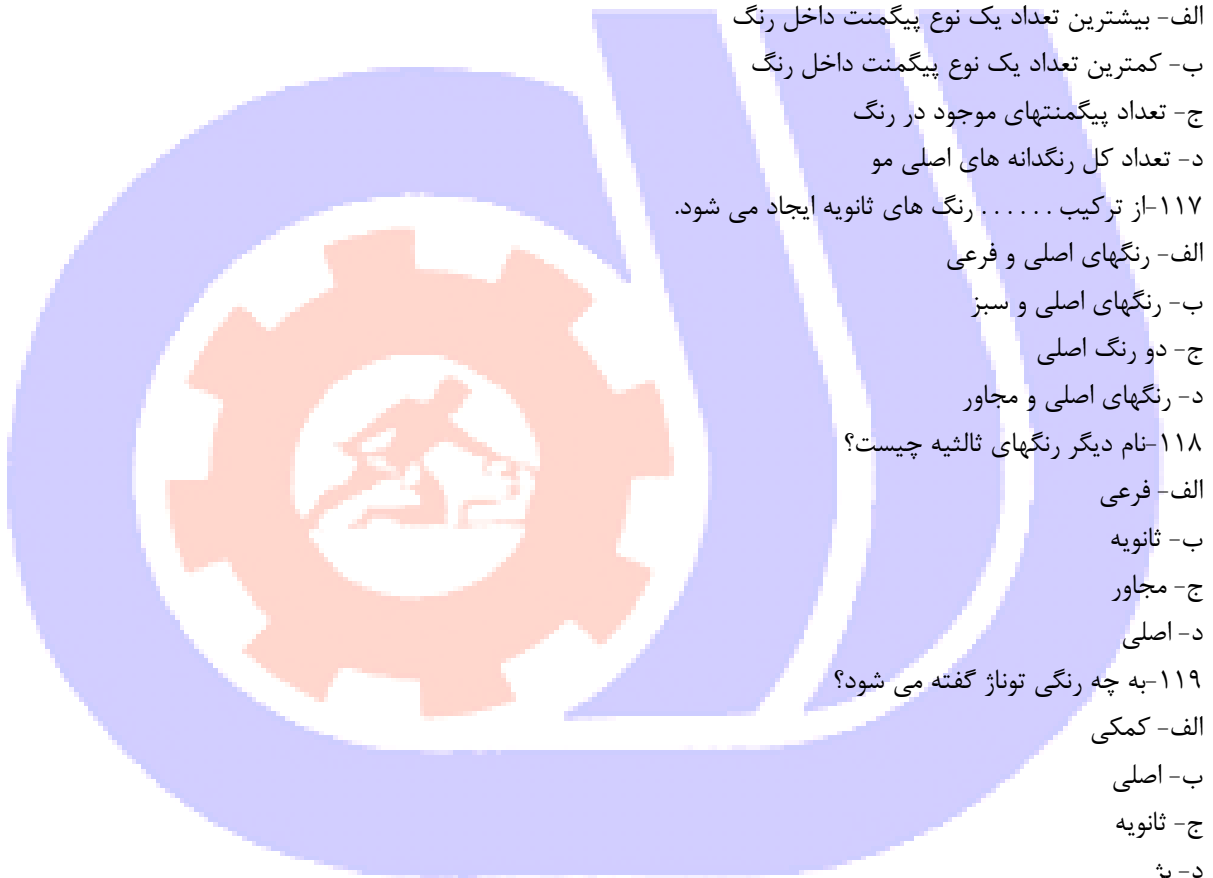 الف- بیشترین تعداد یک نوع پیگمنت داخل رنگ
ب- کمترین تعداد یک نوع پیگمنت داخل رنگ
ج- تعداد پیگمنتهای موجود در رنگ
د- تعداد کل رنگدانه های اصلی مو
۱۱۷-از ترکیب . . . . . . رنگ های ثانویه ایجاد می شود.
الف- رنگهای اصلی و فرعی
ب- رنگهای اصلی و سبز
ج- دو رنگ اصلی
د- رنگهای اصلی و مجاور
۱۱۸-نام دیگر رنگهای ثالثیه چیست؟
الف- فرعی
ب- ثانویه
ج- مجاور
د- اصلی
۱۱۹-به چه رنگی توناژ گفته می شود؟
الف- کمکی
ب- اصلی
ج- ثانویه
د- بژ